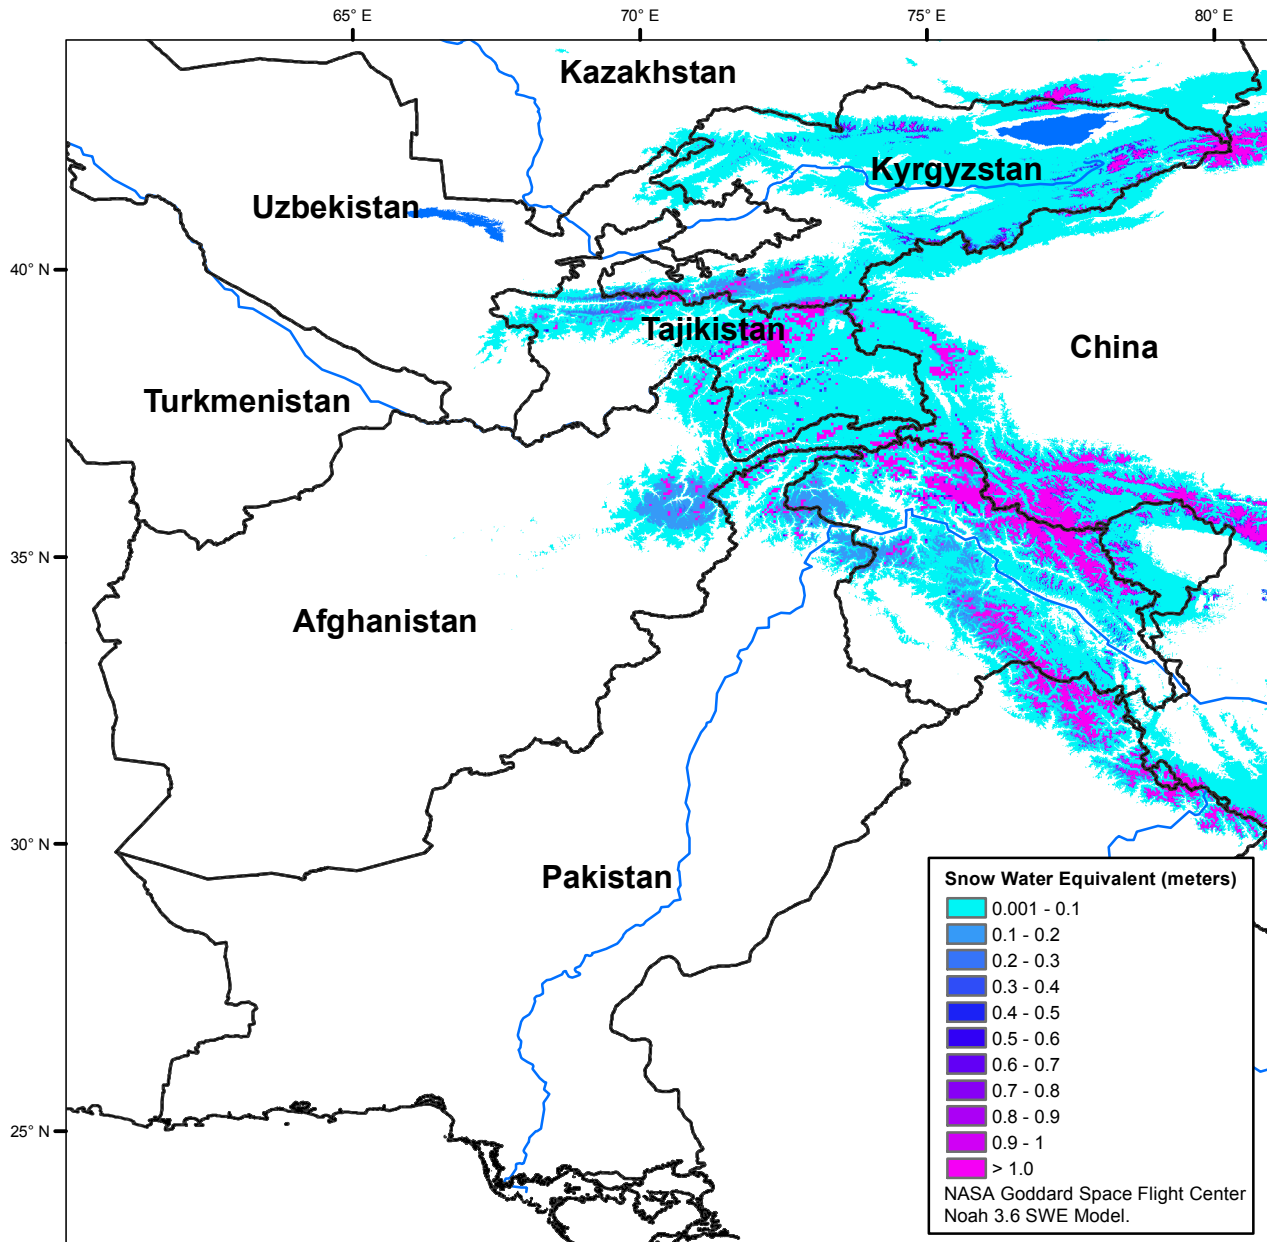 65° E
70° E
75° E
80° E
Kazakhstan
Kyrgyzstan
Uzbekistan
40° N
Tajikistan
China
Turkmenistan
35° N
Afghanistan
30° N
Pakistan
25° N
Snow Water Equivalent (meters)
0.001 - 0.1
0.1 - 0.2
0.2 - 0.3
0.3 - 0.4
0.4 - 0.5
0.5 - 0.6
0.6 - 0.7
0.7 - 0.8
0.8 - 0.9
0.9 - 1
> 1.0
NASA Goddard Space Flight Center
Noah 3.6 SWE Model.